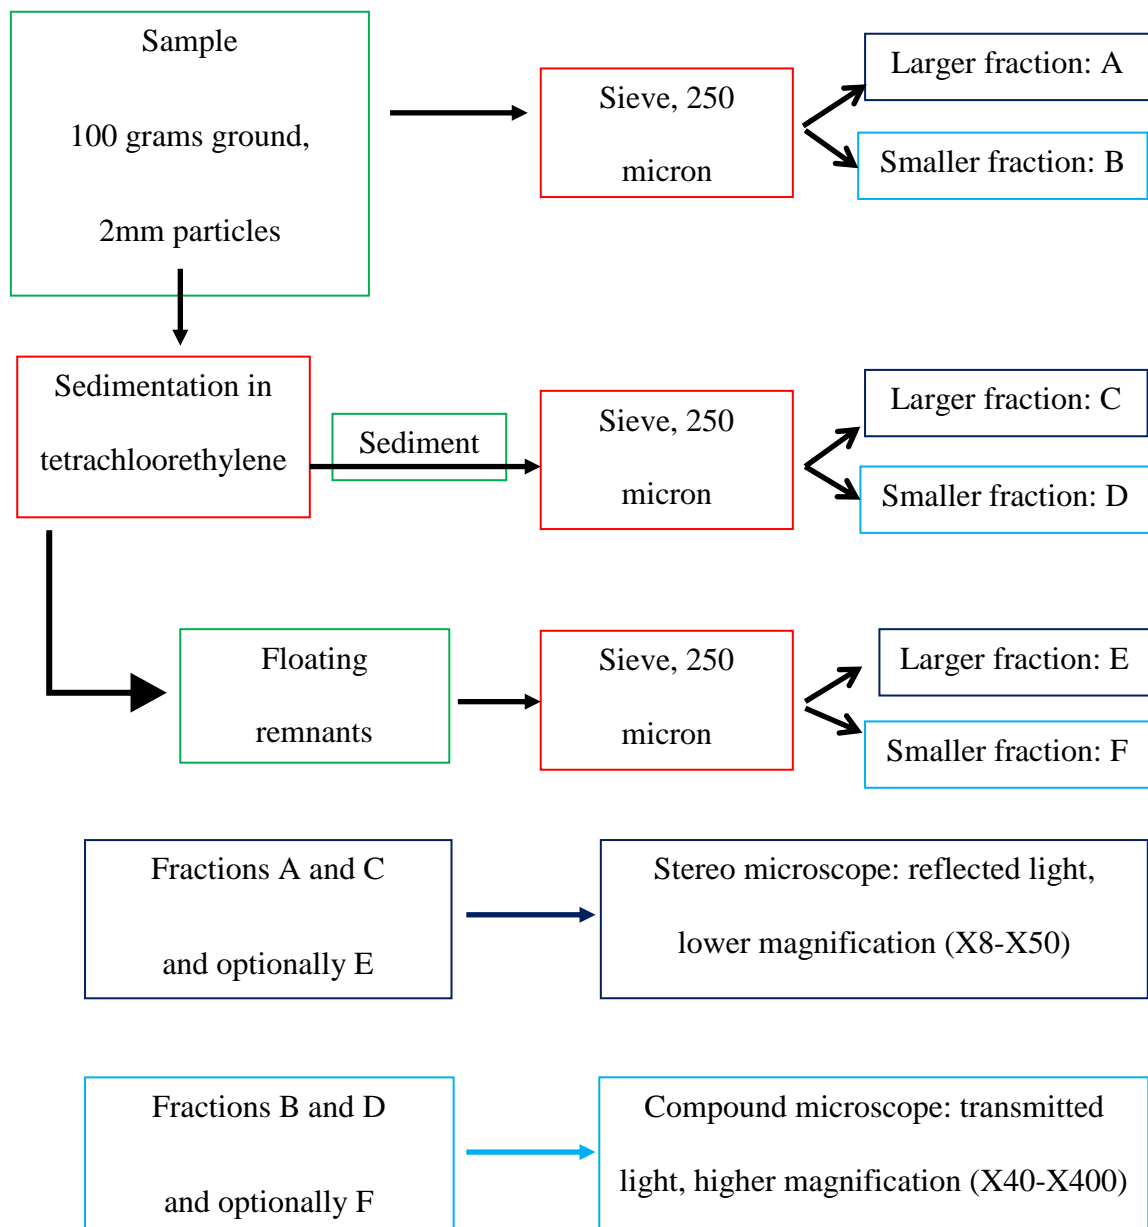 Sample
100 grams ground,
2mm particles
Sieve, 250
micron
Larger fraction: A
Smaller fraction: B
Sedimentation in
tetrachloorethylene
Sediment
Sieve, 250
micron
Larger fraction: C
Smaller fraction: D
Floating
remnants
Sieve, 250
micron
Larger fraction: E
Smaller fraction: F
Fractions A and C
and optionally E
Stereo microscope: reflected light,
lower magnification (X8-X50)
Fractions B and D
and optionally F
Compound microscope: transmitted
light, higher magnification (X40-X400)